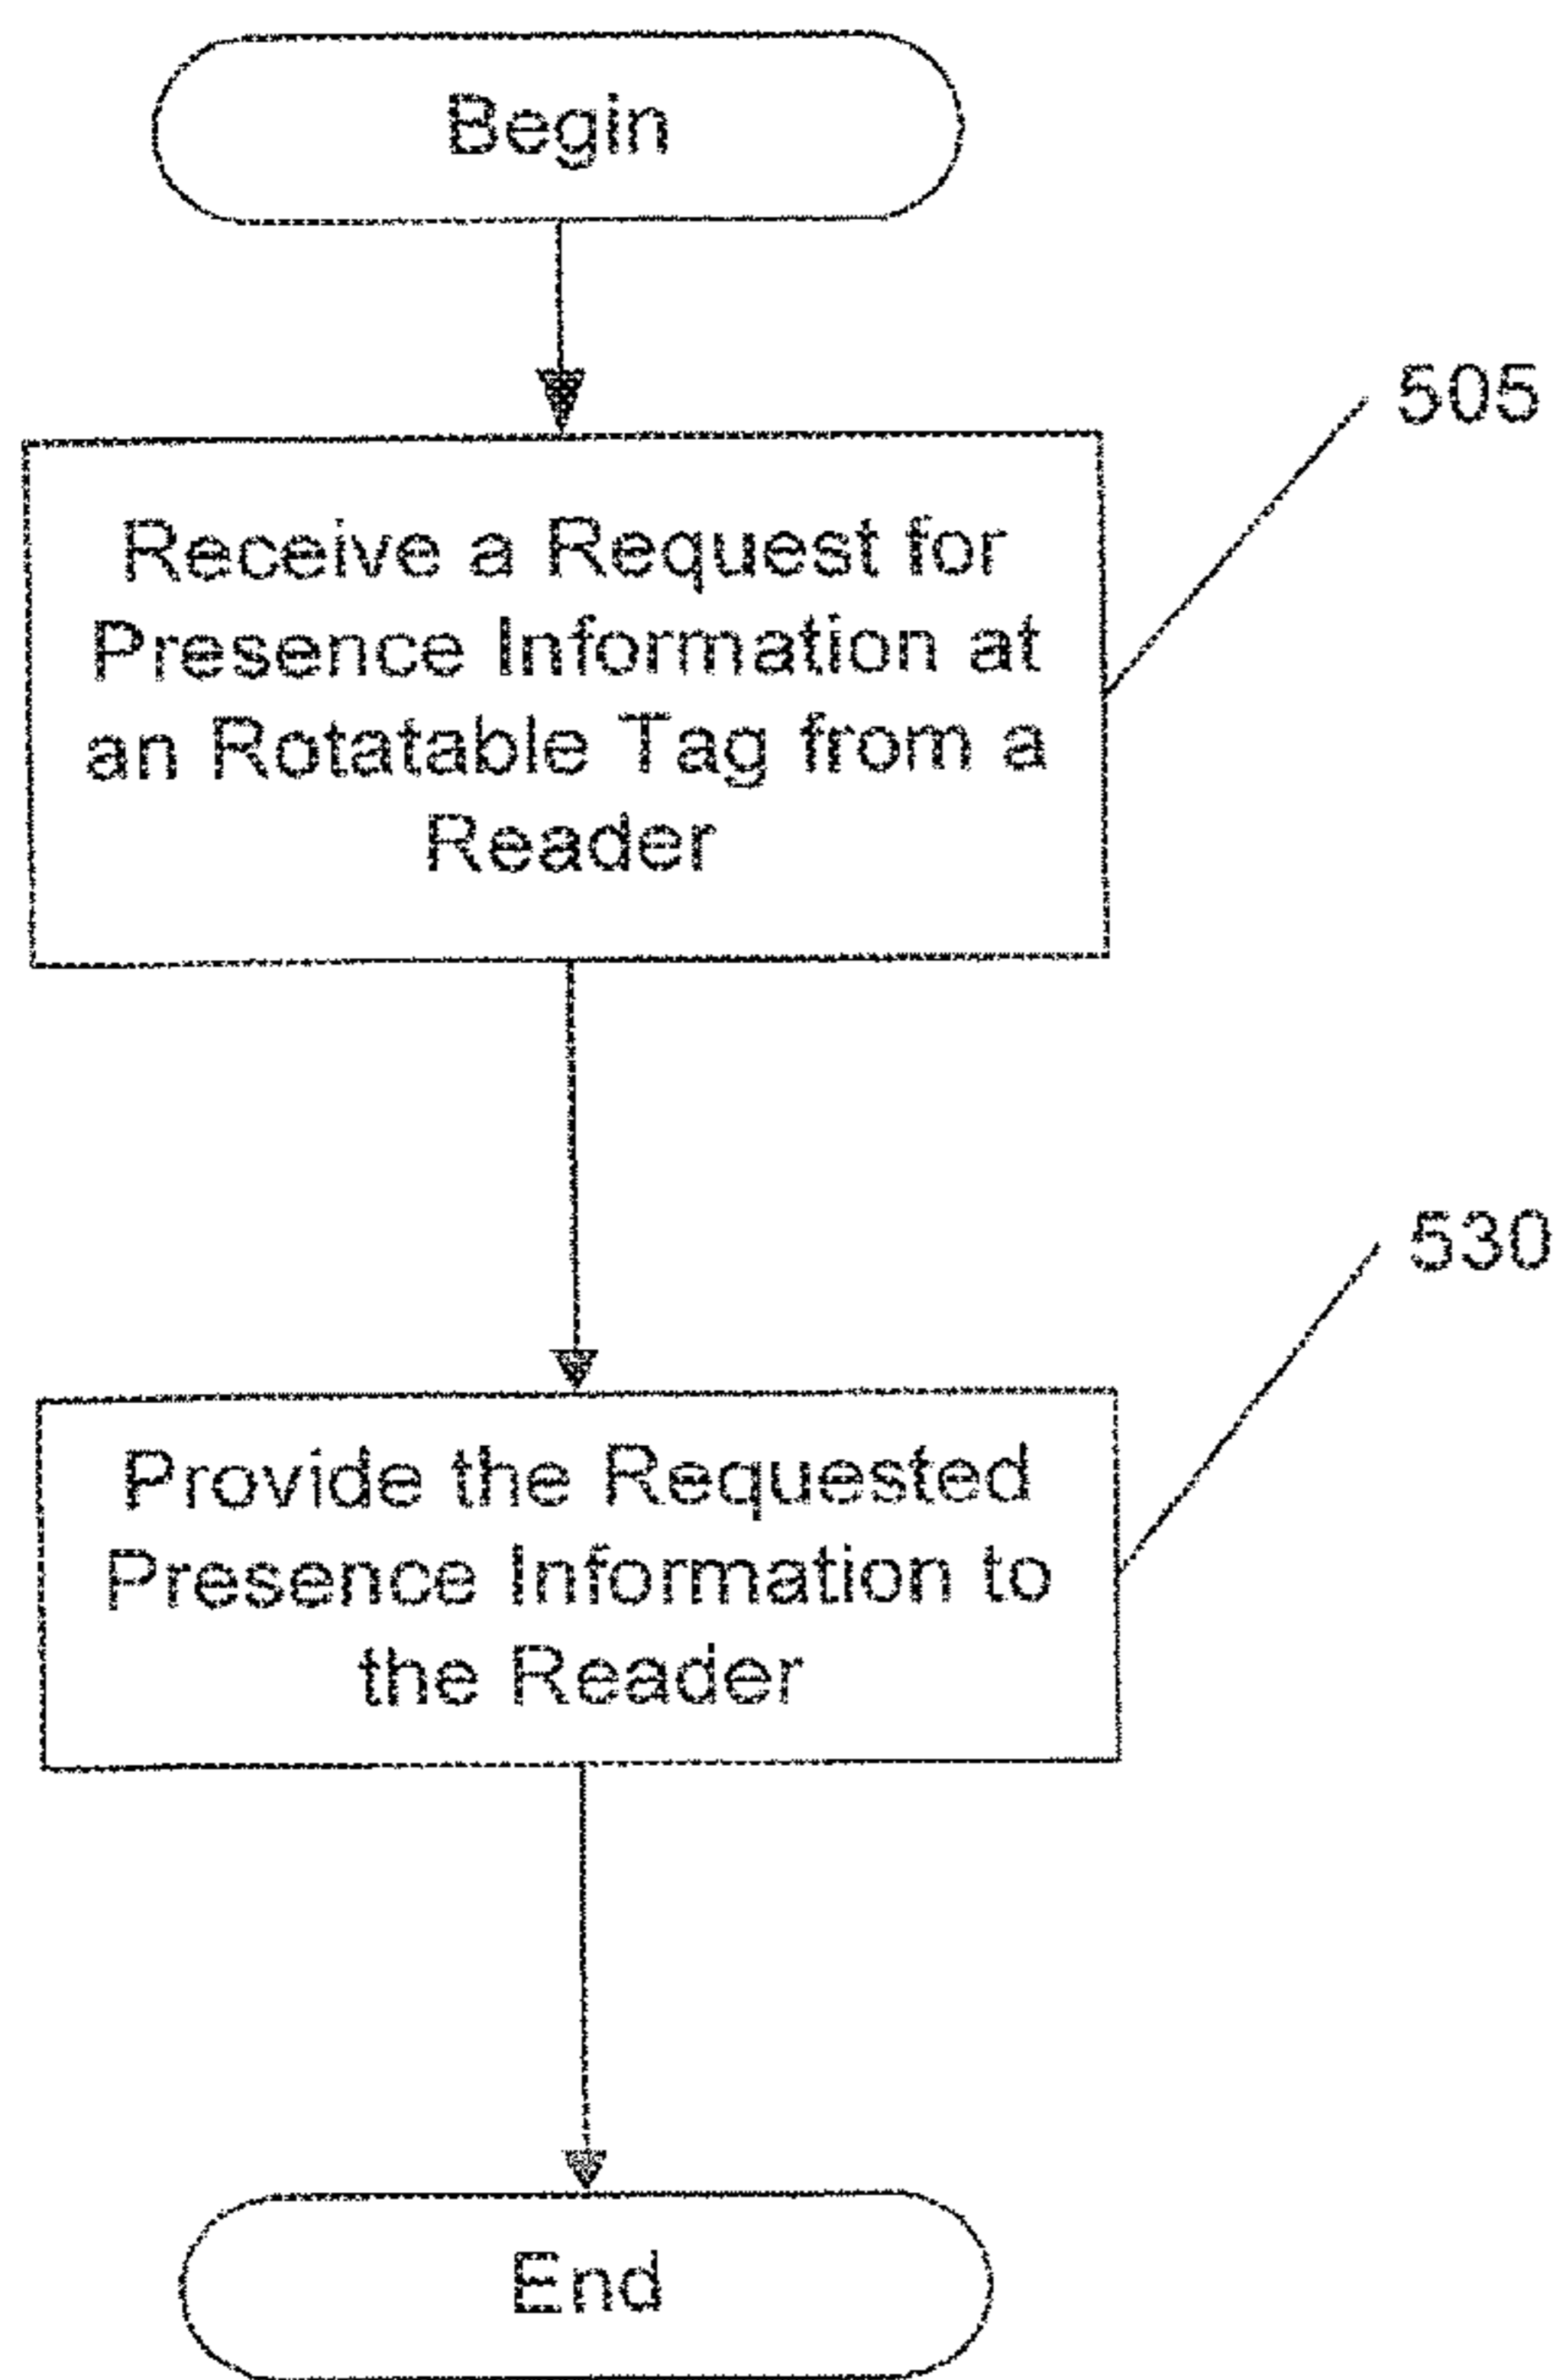 Begin
505
Receive a Request for
Presence Information at
an Rotatable Tag from a
Reader
530
Provide the Requested
Presence Information to
the Reader
End